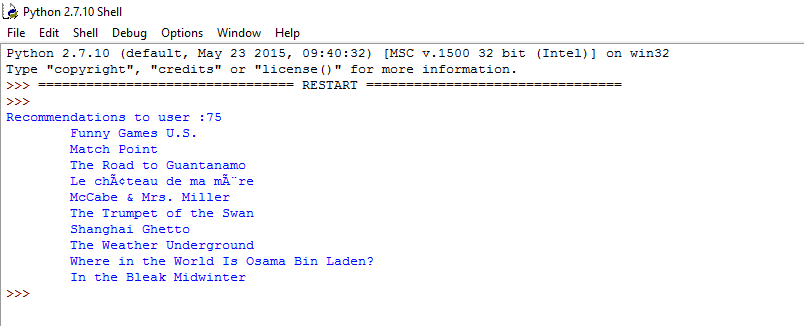 Python 2.7.10 Shell
File Edit Shell Debug Options Window Help
Python 2.7.10 (default, May 23 2015, 09:40:32) [MSC v.1500 32 bit (Intel)] on win32
Type "copyright", "credits" or "license()" for more information.
>>> ================================ RESTART ================================
>>>
Recommendations to user :75
Funny Games U.S.
Match Point
The Road to Guantanamo
Le château de ma mère
McCabe & Mrs. Miller
The Trumpet of the Swan
Shanghai Ghetto
The Weather Underground
Where in the World Is Osama Bin Laden?
In the Bleak Midwinter
>>>